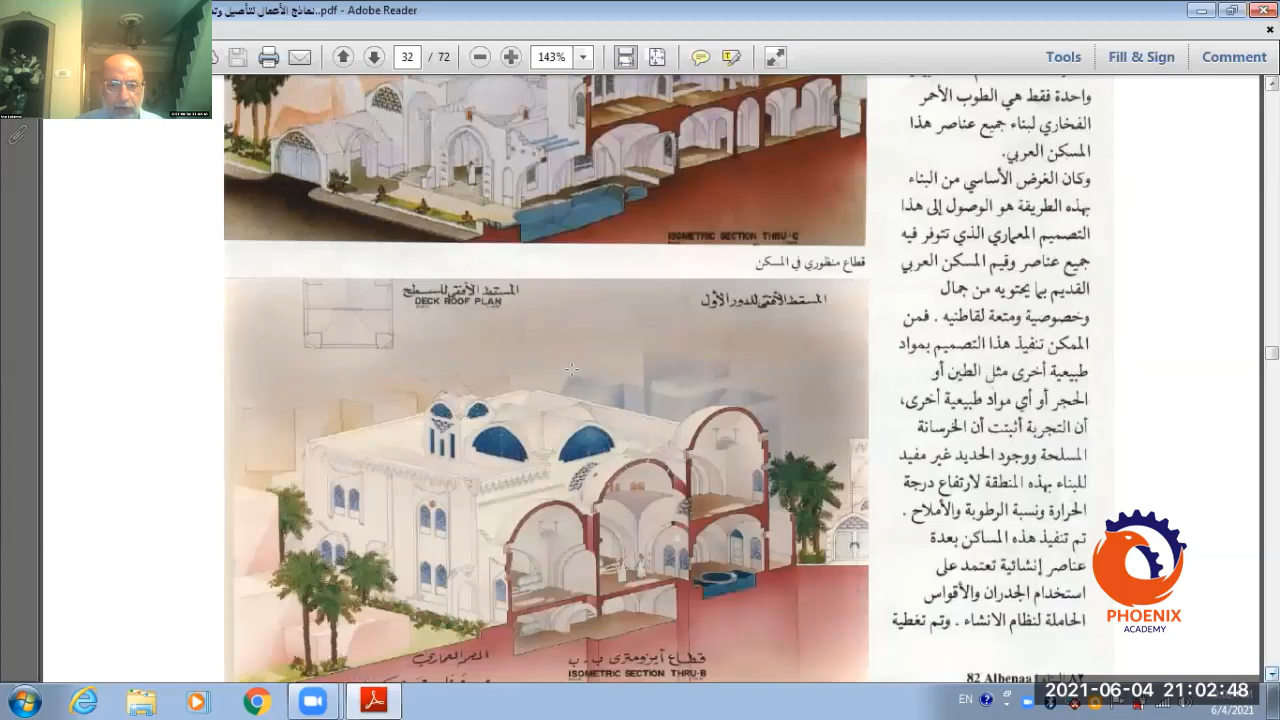 نماذج الأعمال لتأصيل وتط...pdf - Adobe Reader
32 / 72
143%
Tools
Fill & Sign
Comment
ISOMETRIC SECTION THRU-C
قطاع منظوري في المسكن
المسقط الأفقى للسطح
DECK ROOF PLAN
المسقط الأفقى للدور الأول
قطاع أيزومترى ب - ب
ISOMETRIC SECTION THRU-B
واحدة فقط هي الطوب الأحمر
الفخاري لبناء جميع عناصر هذا
المسكن العربي.
وكان الغرض الأساسي من البناء
بهذه الطريقة هو الوصول إلى هذا
التصميم المعماري الذي تتوفر فيه
جميع عناصر وقيم المسكن العربي
القديم بما يحتويه من جمال
وخصوصية ومتعة لقاطنيه . فمن
الممكن تنفيذ هذا التصميم بمواد
طبيعية أخرى مثل الطين أو
الحجر أو أي مواد طبيعية أخرى،
أن التجربة أثبتت أن الخرسانة
المسلحة ووجود الحديد غير مفيد
للبناء بهذه المنطقة لارتفاع درجة
الحرارة ونسبة الرطوبة والأملاح .
تم تنفيذ هذه المساكن بعدة
عناصر إنشائية تعتمد على
استخدام الجدران والأقواس
الحاملة لنظام الانشاء . وتم تغطية
82 Albenaa
PHOENIX
ACADEMY
2021-06-04 21:02:48
EN
6/4/2021